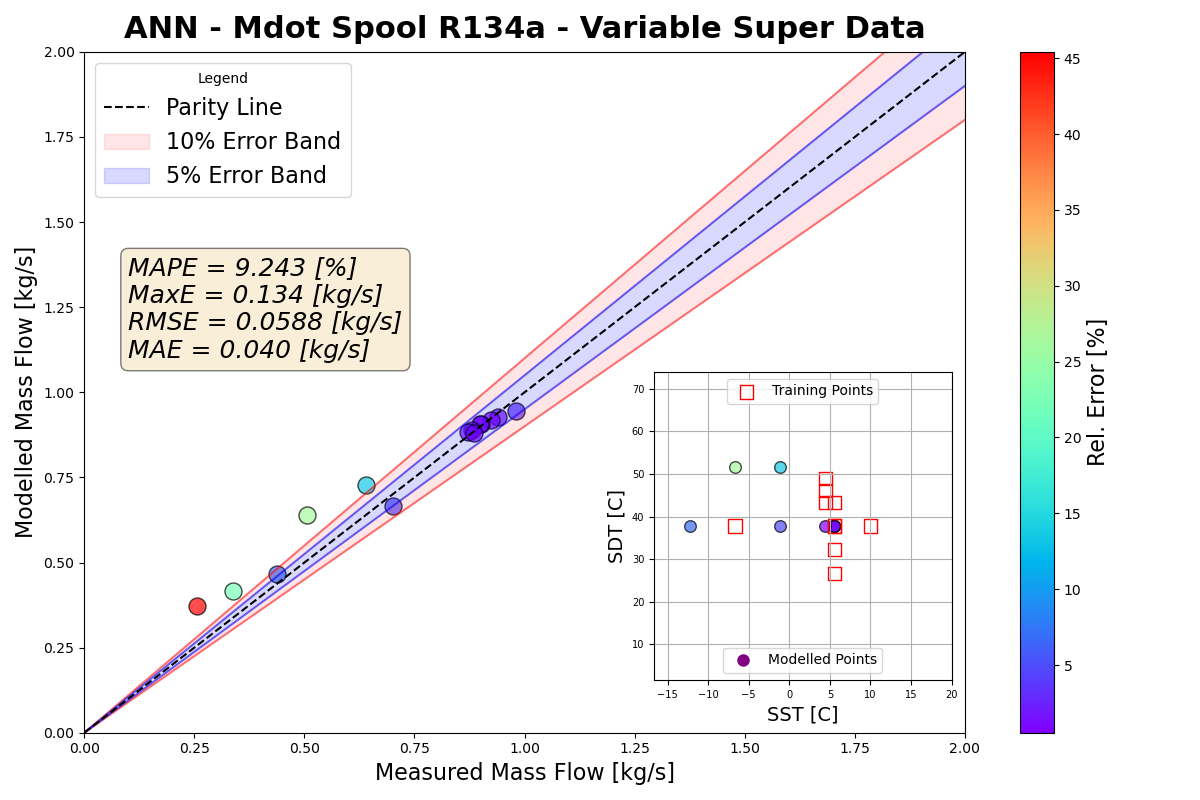 ANN - Mdot Spool R134a - Variable Super Data
Legend
Parity Line
10% Error Band
5% Error Band
MAPE = 9.243 [%]
MaxE = 0.134 [kg/s]
RMSE = 0.0588 [kg/s]
MAE = 0.040 [kg/s]
Modelled Mass Flow [kg/s]
2.00
1.75
1.50
1.25
1.00
0.75
0.50
0.25
0.00
0.00 0.25 0.50 0.75 1.00 1.25 1.50 1.75 2.00
Measured Mass Flow [kg/s]
Training Points
Modelled Points
SDT [C]
70
60
50
40
30
20
10
−15 −10 −5 0 5 10 15 20
SST [C]
45
40
35
30
25
20
15
10
5
Rel. Error [%]